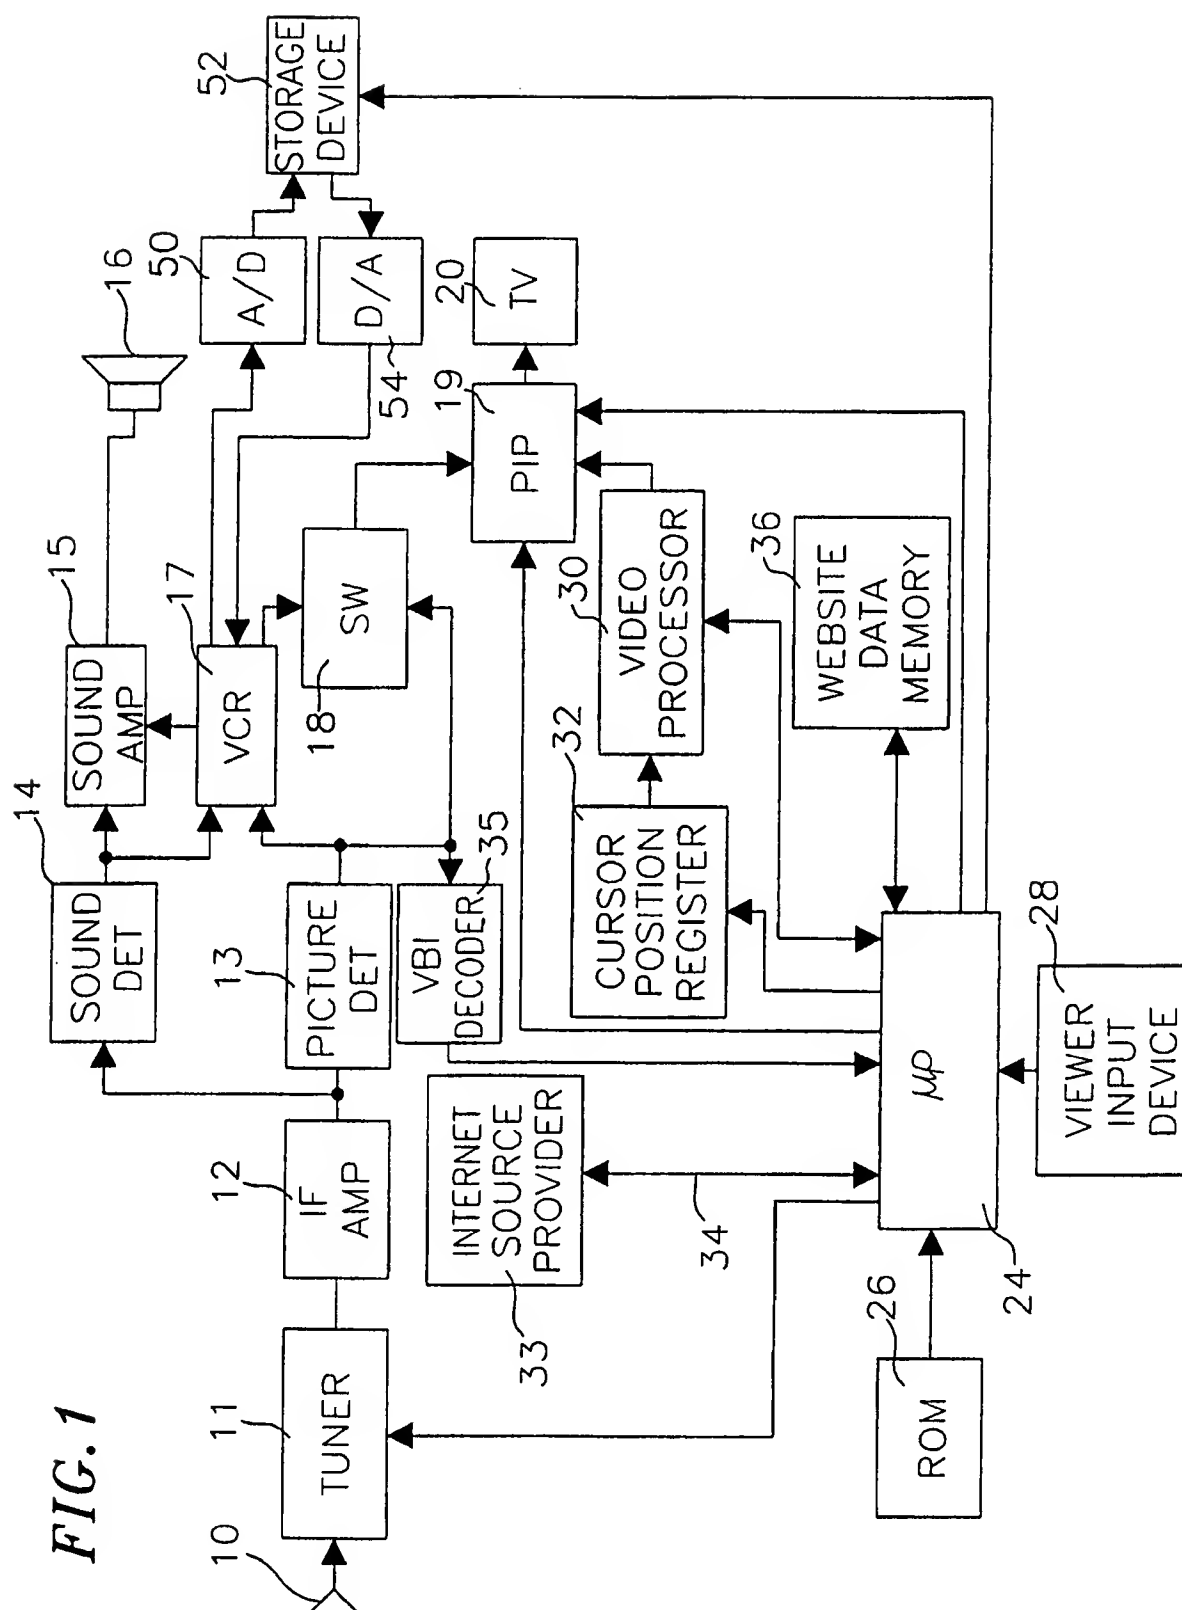 FIG. 1
10
11
TUNER
12
IF
AMP
13
PICTURE
DET
14
SOUND
DET
15
SOUND
AMP
16
17
VCR
18
SW
19
PIP
20
TV
50
A/D
52
STORAGE
DEVICE
54
D/A
35
VBI
DECODER
33
INTERNET
SOURCE
PROVIDER
34
32
CURSOR
POSITION
REGISTER
30
VIDEO
PROCESSOR
36
WEBSITE
DATA
MEMORY
26
ROM
24
μP
28
VIEWER
INPUT
DEVICE